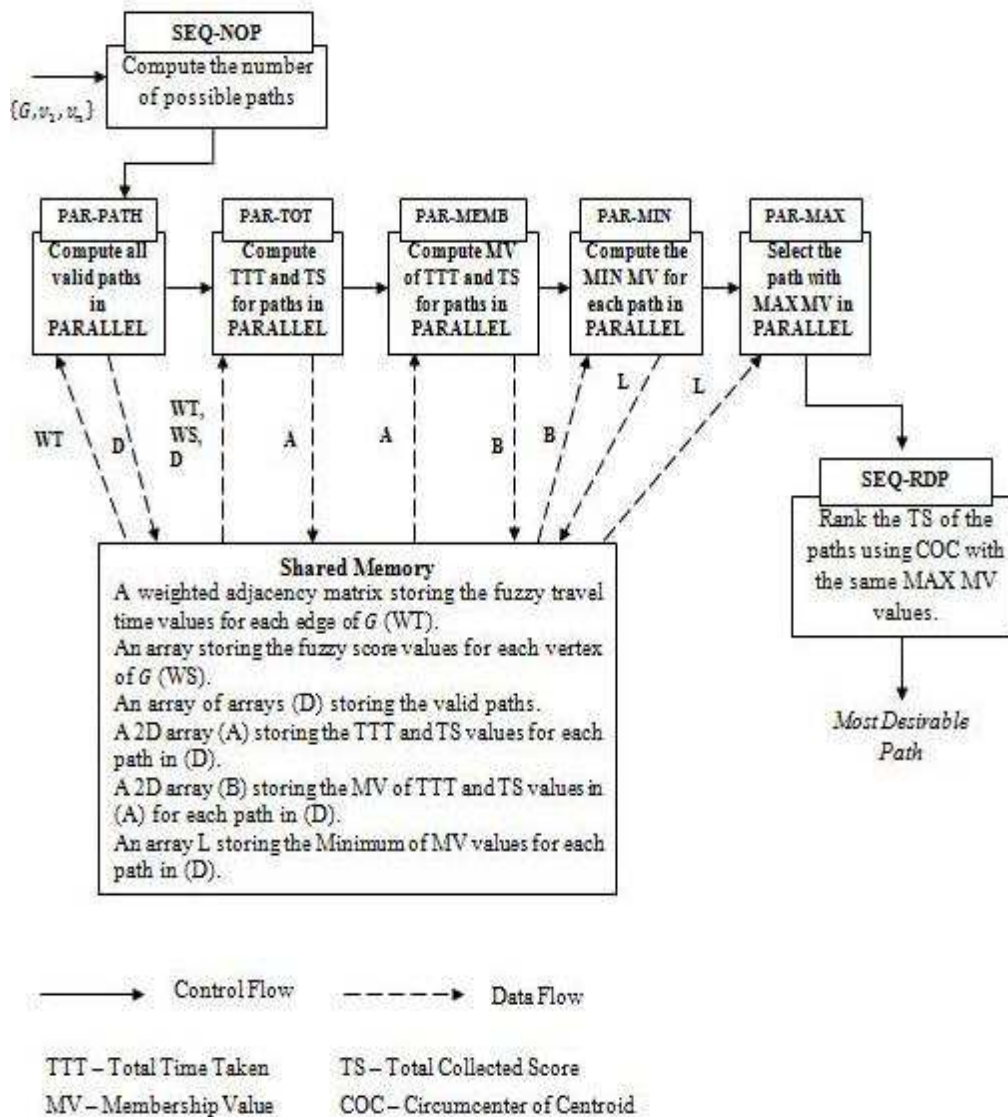 SEQ-NOP
Compute the number
of possible paths
{G, v₁, vₙ}
PAR-PATH
Compute all
valid paths
in
PARALLEL
PAR-TOT
Compute
TTT and TS
for paths in
PARALLEL
PAR-MEMB
Compute MV
of TTT and TS
for paths in
PARALLEL
PAR-MIN
Compute the
MIN MV for
each path in
PARALLEL
PAR-MAX
Select the
path with
MAX MV in
PARALLEL
WT
D
WT,
WS,
D
A
A
B
B
L
L
SEQ-RDP
Rank the TS of the
paths using COC with
the same MAX MV
values.
Most Desirable
Path
Shared Memory
A weighted adjacency matrix storing the fuzzy travel
time values for each edge of G (WT).
An array storing the fuzzy score values for each vertex
of G (WS).
An array of arrays (D) storing the valid paths.
A 2D array (A) storing the TTT and TS values for each
path in (D).
A 2D array (B) storing the MV of TTT and TS values in
(A) for each path in (D).
An array L storing the Minimum of MV values for each
path in (D).
Control Flow
Data Flow
TTT – Total Time Taken
TS – Total Collected Score
MV – Membership Value
COC – Circumcenter of Centroid